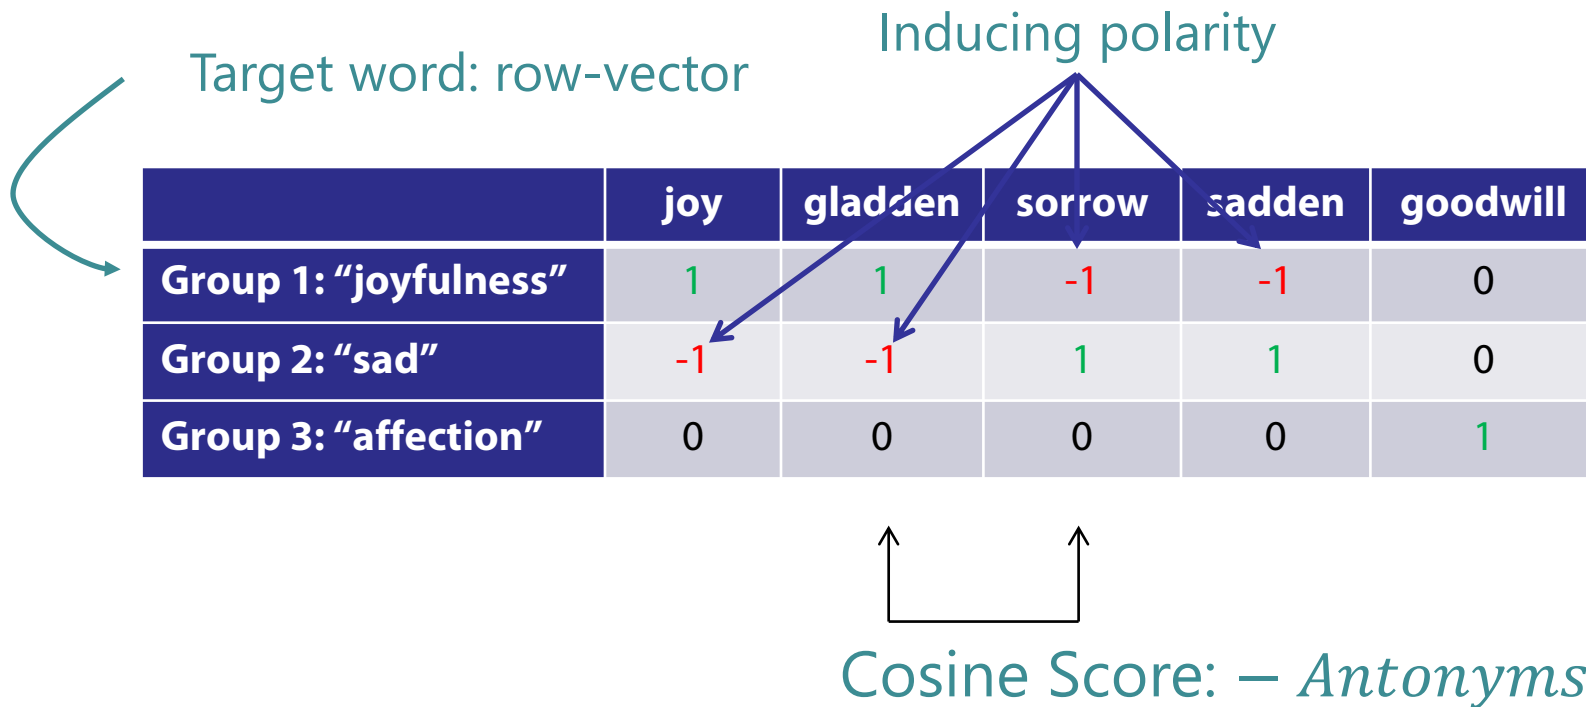 Inducing polarity
Target word: row-vector
joy gladden sorrow sadden goodwill
Group 1: “joyfulness” 1 1 -1 -1 0
Group 2: “sad” -1 -1 1 1 0
Group 3: “affection” 0 0 0 0 1
Cosine Score: − Antonyms